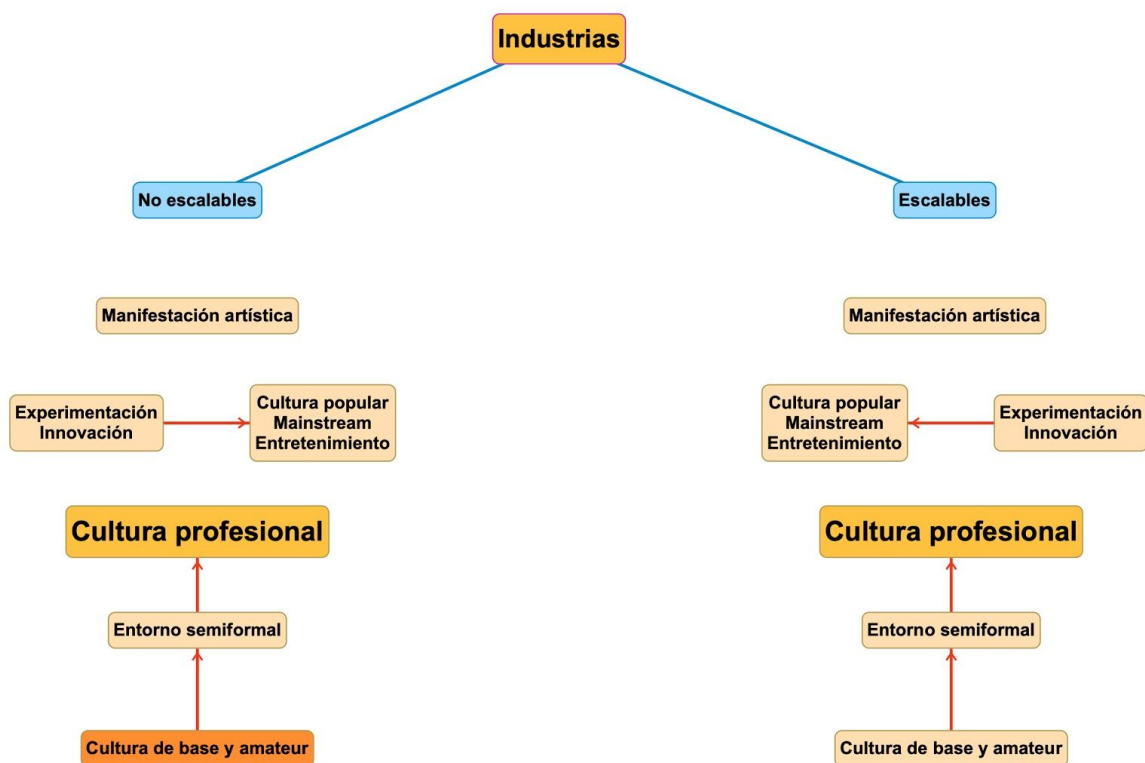 Industrias
No escalables
Escalables
Manifestación artística
Manifestación artística
Experimentación
Innovación
Cultura popular
Mainstream
Entretenimiento
Cultura popular
Mainstream
Entretenimiento
Experimentación
Innovación
Cultura profesional
Cultura profesional
Entorno semiformal
Entorno semiformal
Cultura de base y amateur
Cultura de base y amateur